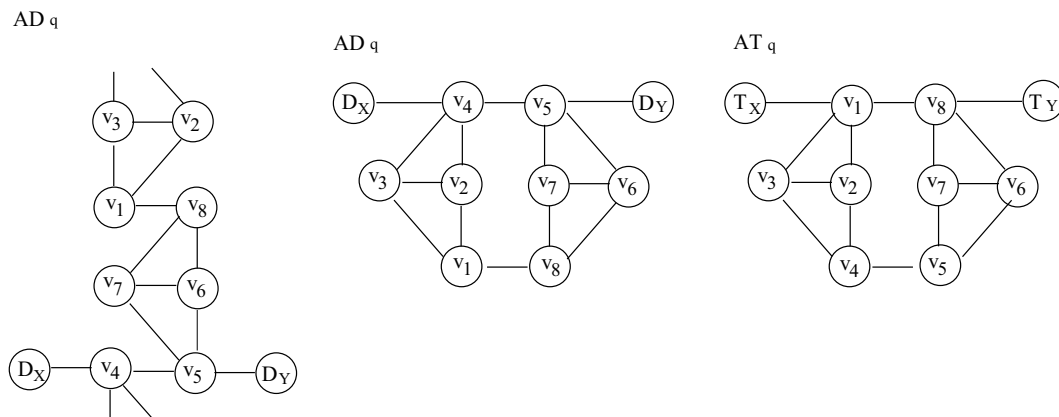 AD q
v3 v2
v1 v8
v7 v6
DX v4 v5 DY
AD q
DX v4 v5 DY
v3 v2 v7 v6
v1 v8
AT q
TX v1 v8 TY
v3 v2 v7 v6
v4 v5